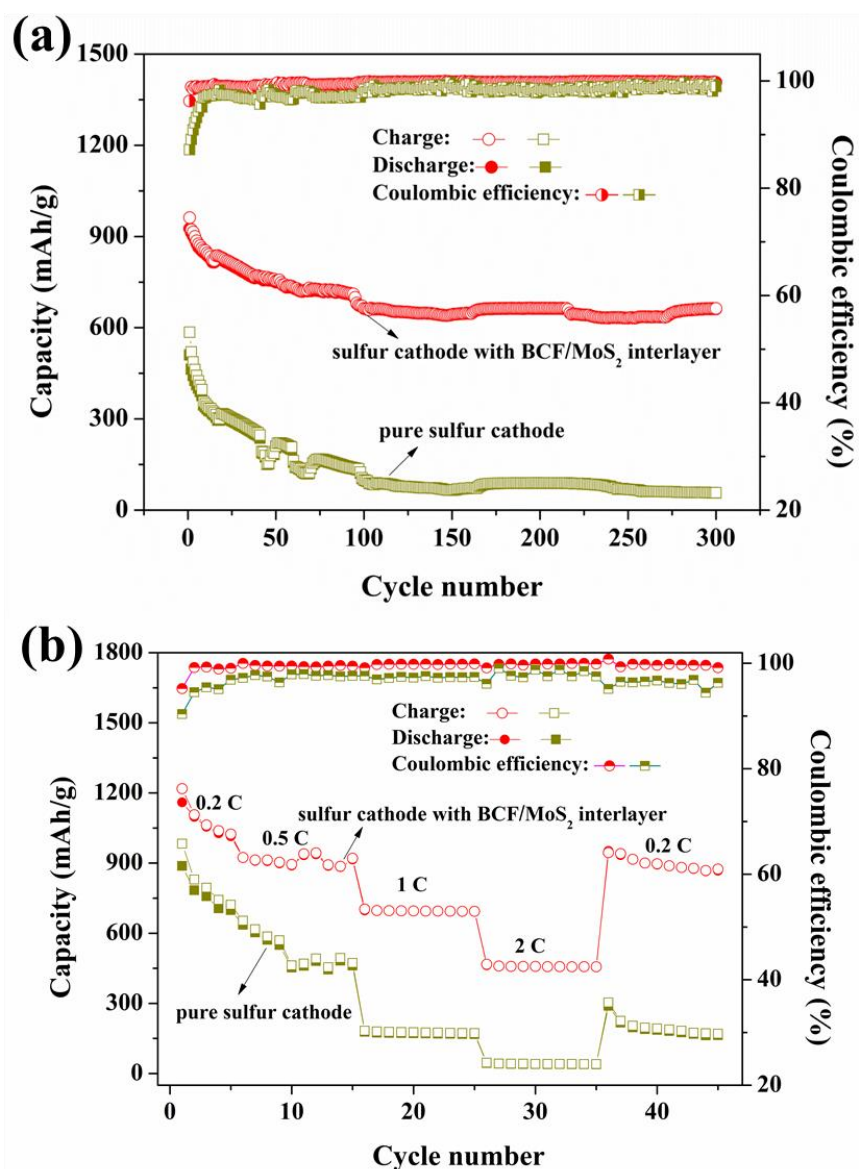 (a)
1500
1200
900
600
300
0
Capacity (mAh/g)
100
80
60
40
20
Coulombic efficiency (%)
Charge:
Discharge:
Coulombic efficiency:
sulfur cathode with BCF/MoS₂ interlayer
pure sulfur cathode
0 50 100 150 200 250 300
Cycle number
(b)
1800
1500
1200
900
600
300
0
Capacity (mAh/g)
100
80
60
40
20
Coulombic efficiency (%)
Charge:
Discharge:
Coulombic efficiency:
0.2 C
sulfur cathode with BCF/MoS₂ interlayer
0.5 C
0.2 C
1 C
2 C
pure sulfur cathode
0 10 20 30 40
Cycle number